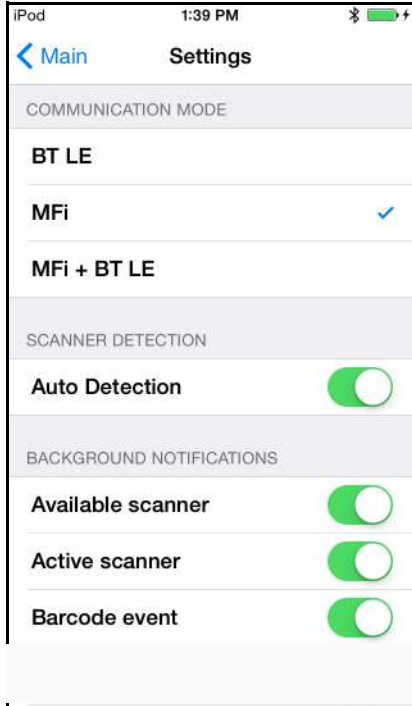 iPod 1:39 PM
Main Settings
COMMUNICATION MODE
BT LE
MFi
MFi + BT LE
SCANNER DETECTION
Auto Detection
BACKGROUND NOTIFICATIONS
Available scanner
Active scanner
Barcode event